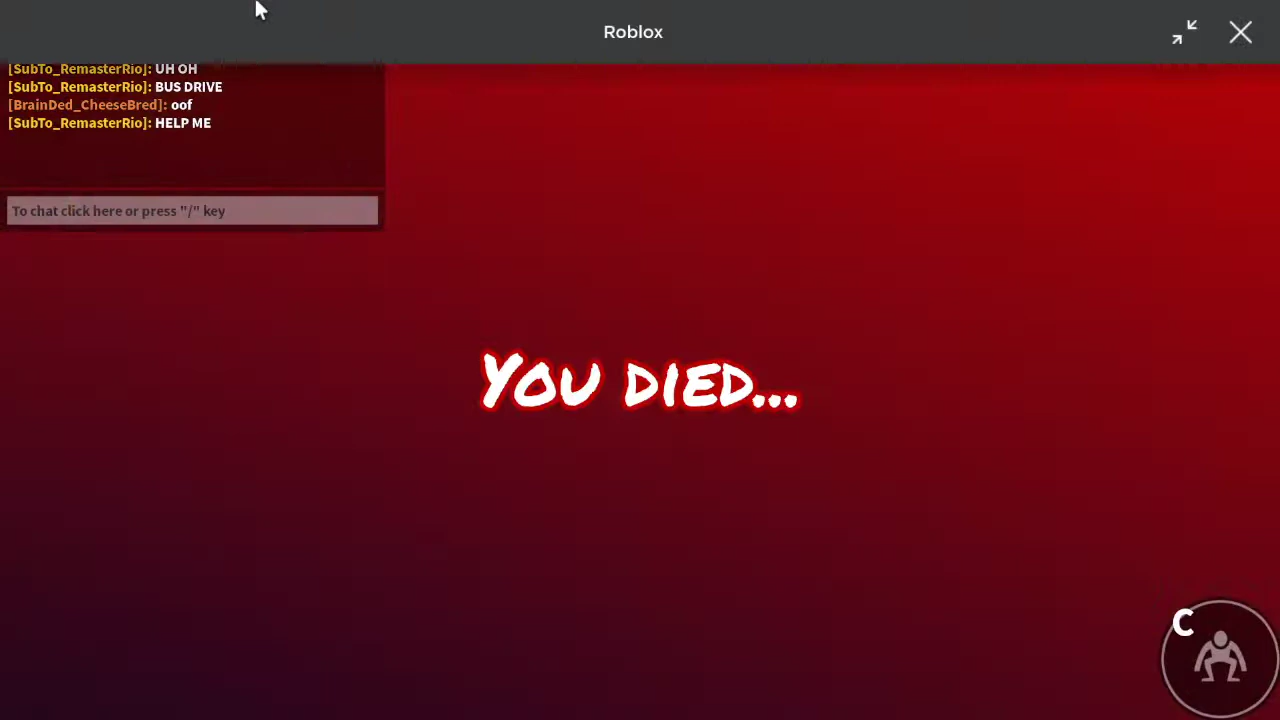 Roblox
[SubTo_RemasterRio]: UH OH
[SubTo_RemasterRio]: BUS DRIVE
[BrainDed_CheeseBred]: oof
[SubTo_RemasterRio]: HELP ME
To chat click here or press "/" key
You died...
C